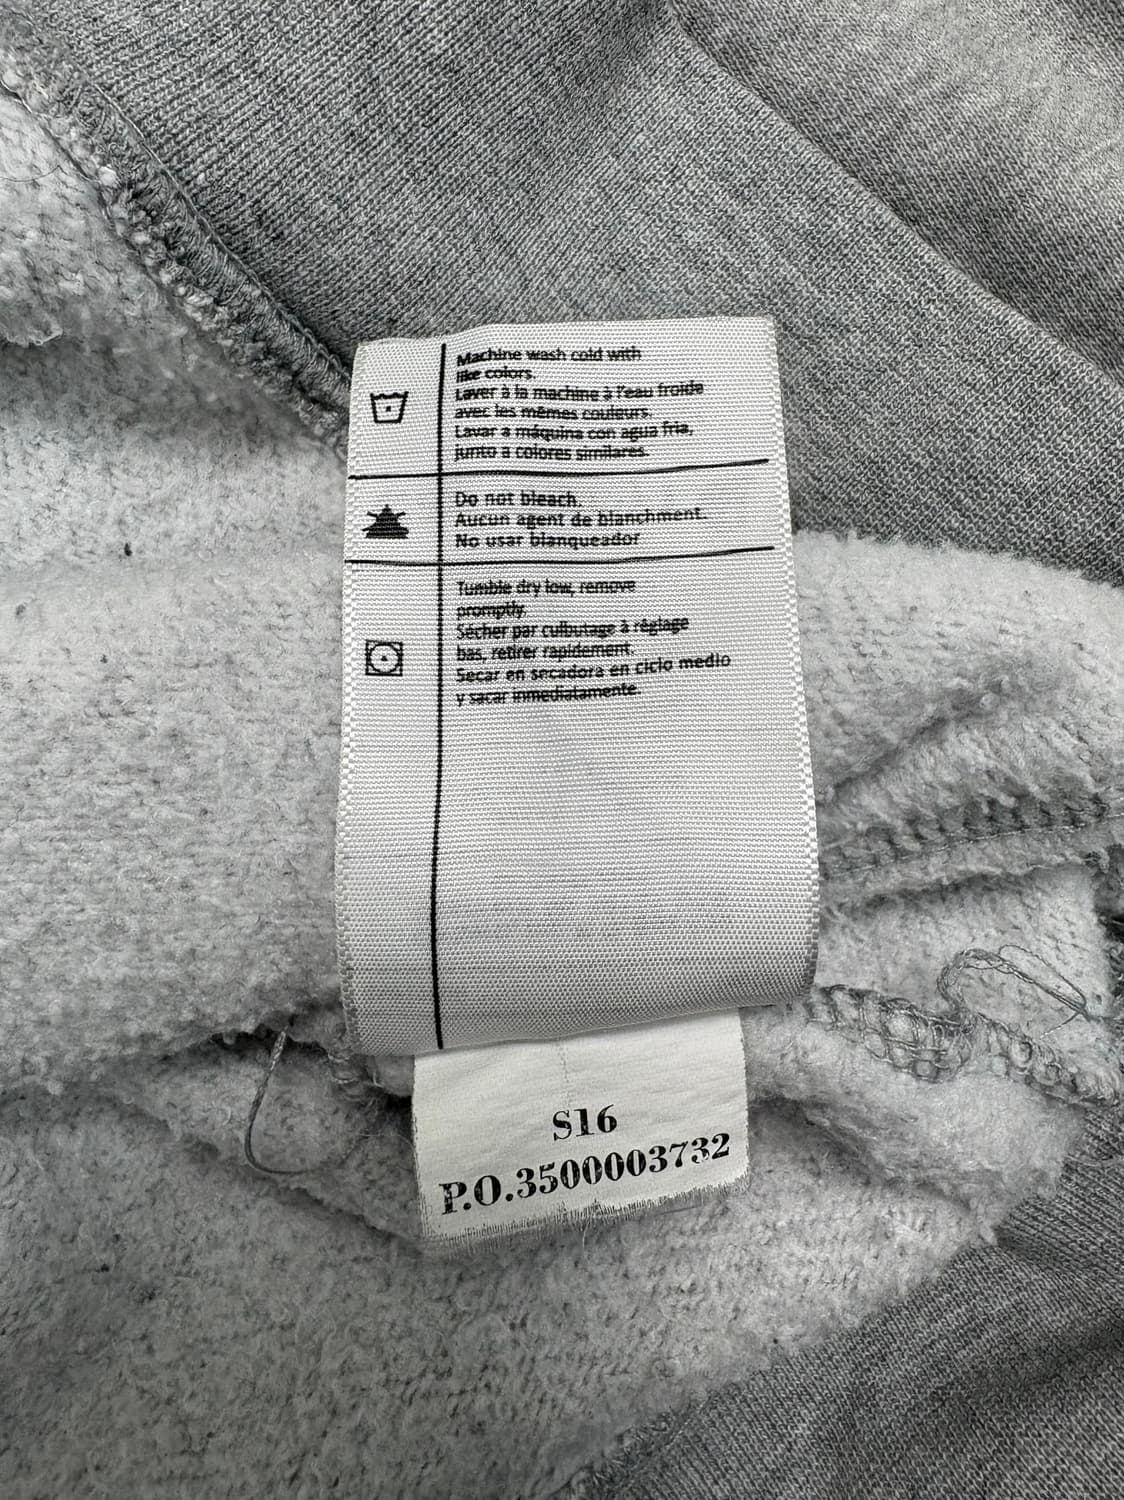 Machine wash cold with
like colors.
Laver à la machine à l'eau froide
avec les mêmes couleurs.
Lavar a máquina con agua fria,
junto a colores similares.
Do not bleach.
Aucun agent de blanchment.
No usar blanqueador
Tumble dry low, remove
promptly.
Sécher par culbutage à réglage
bas, retirer rapidement.
Secar en secadora en ciclo medio
y sacar inmediatamente.
S16
P.O.3500003732